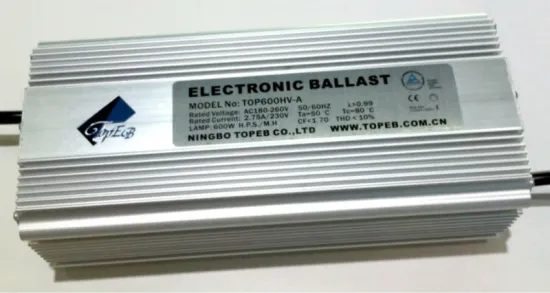 TopEB
ELECTRONIC BALLAST
MODEL No: TOP600HV-A
Rated Voltage: AC180-260V 50/60HZ λ>0.99
Rated Current: 2.75A/230V Ta=50 °C Tc=80 °C
LAMP: 600W H.P.S./M.H CF<1.70 THD<10%
NINGBO TOPEB CO.,LTD WWW.TOPEB.COM.CN
CE